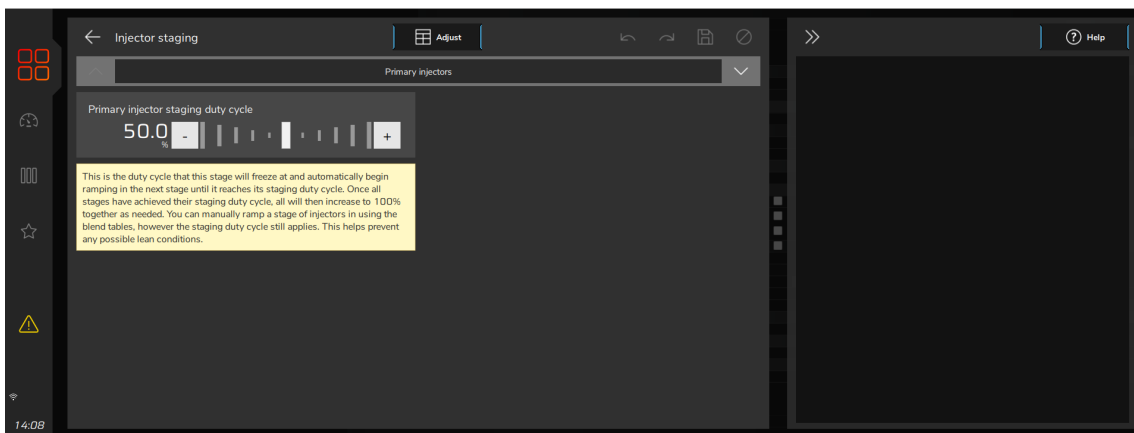 Injector staging
Adjust
Help
Primary injectors
Primary injector staging duty cycle
50.0
%
-
+
This is the duty cycle that this stage will freeze at and automatically begin
ramping in the next stage until it reaches its staging duty cycle. Once all
stages have achieved their staging duty cycle, all will then increase to 100%
together as needed. You can manually ramp a stage of injectors in using the
blend tables, however the staging duty cycle still applies. This helps prevent
any possible lean conditions.
14:08